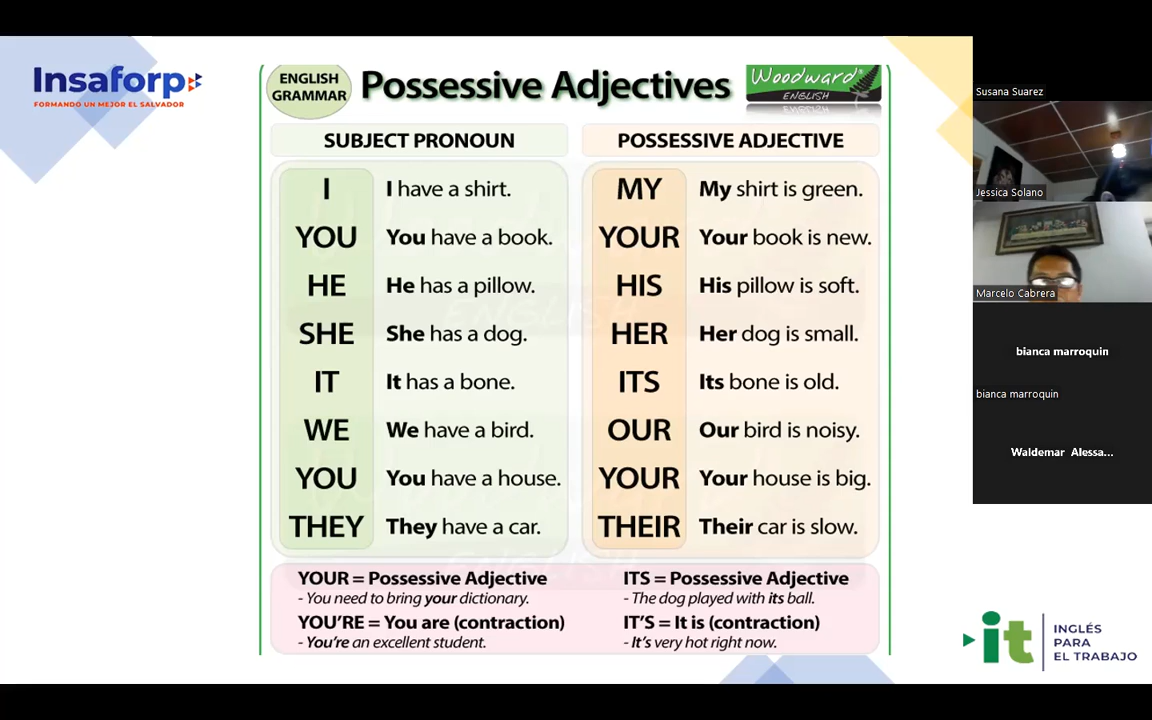 Insaforp
FORMANDO UN MEJOR EL SALVADOR
ENGLISH
GRAMMAR
Possessive Adjectives
Woodward®
ENGLISH
SUBJECT PRONOUN
POSSESSIVE ADJECTIVE
I I have a shirt. MY My shirt is green.
YOU You have a book. YOUR Your book is new.
HE He has a pillow. HIS His pillow is soft.
SHE She has a dog. HER Her dog is small.
IT It has a bone. ITS Its bone is old.
WE We have a bird. OUR Our bird is noisy.
YOU You have a house. YOUR Your house is big.
THEY They have a car. THEIR Their car is slow.
YOUR = Possessive Adjective
- You need to bring your dictionary.
YOU'RE = You are (contraction)
- You're an excellent student.
ITS = Possessive Adjective
- The dog played with its ball.
IT'S = It is (contraction)
- It's very hot right now.
Susana Suarez
Jessica Solano
Marcelo Cabrera
bianca marroquin
bianca marroquin
Waldemar Alessa...
it
INGLÉS
PARA
EL TRABAJO